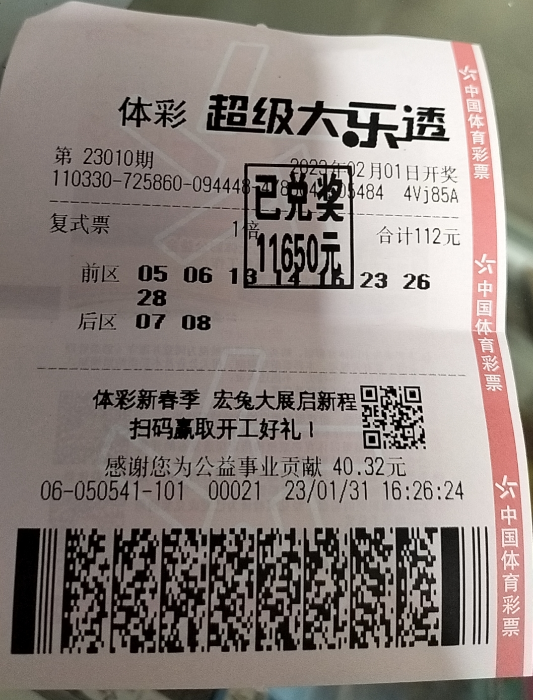 体彩 超级大乐透
第 23010期 2023年02月01日开奖
110330-725860-094448- 05484 4Vj85A
已兑奖
11650元
复式票 1倍 合计112元
前区 05 06 13 14 16 23 26
28
后区 07 08
体彩新春季 宏兔大展启新程
扫码赢取开工好礼！
感谢您为公益事业贡献 40.32元
06-050541-101 00021 23/01/31 16:26:24
中国体育彩票
中国体育彩票
中国体育彩票